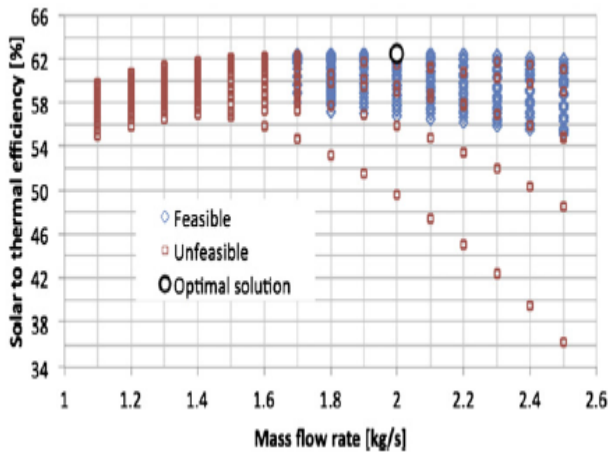 66
62
58
54
50
46
42
38
34
Solar to thermal efficiency [%]
Feasible
Unfeasible
Optimal solution
1 1.2 1.4 1.6 1.8 2 2.2 2.4 2.6
Mass flow rate [kg/s]